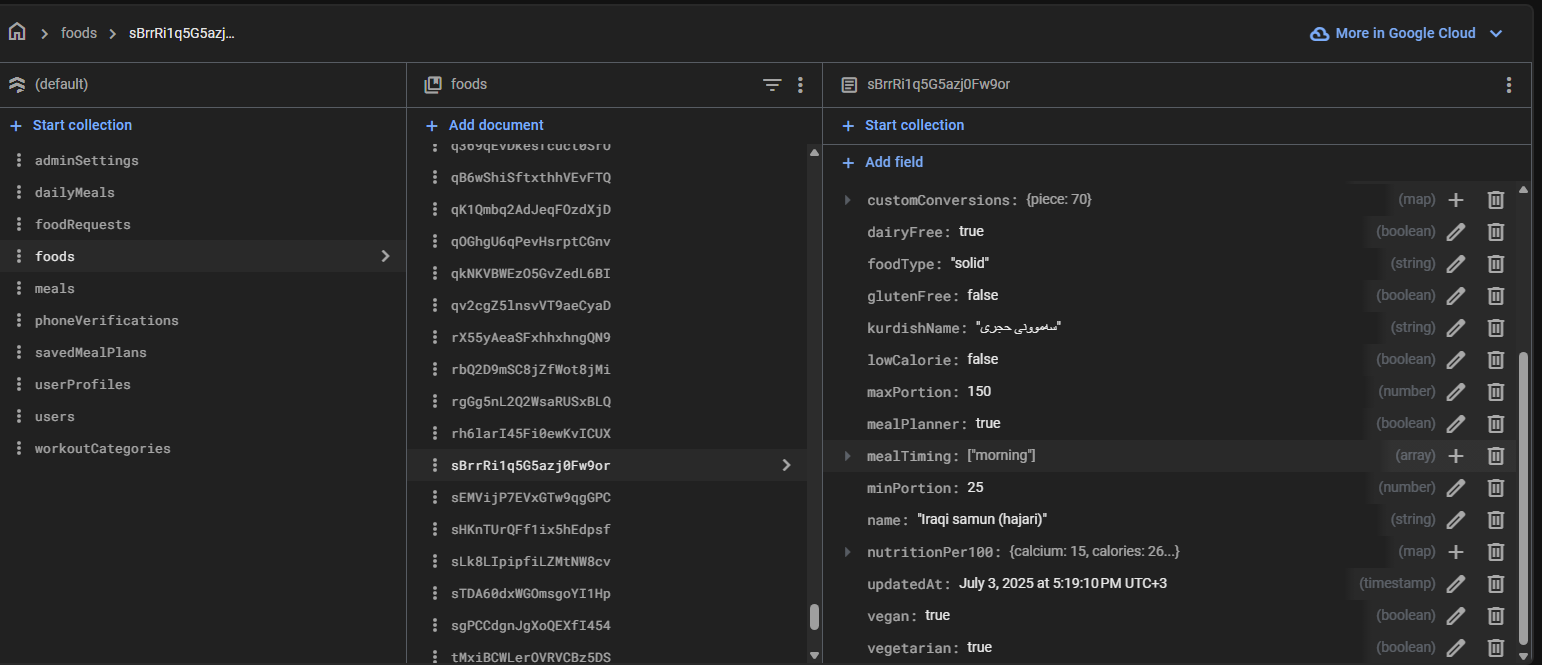 foods
sBrrRi1q5G5azj...
More in Google Cloud
(default)
Start collection
adminSettings
dailyMeals
foodRequests
foods
meals
phoneVerifications
savedMealPlans
userProfiles
users
workoutCategories
foods
Add document
qB6wShiSftxthhVEvFTQ
qK1Qmbq2AdJeqFOzdXjD
qOGhgU6qPevHsrptCGnv
qkNKVBWEzO5GvZedL6BI
qv2cgZ5lnsvVT9aeCyaD
rX55yAeaSFxhhxhngQN9
rbQ2D9mSC8jZfWot8jMi
rgGg5nL2Q2WsaRUSxBLQ
rh6larI45Fi0ewKvICUX
sBrrRi1q5G5azj0Fw9or
sEMVijP7EVxGTw9qgGPC
sHKnTUrQFf1ix5hEdpsf
sLk8LIpipfiLZMtNW8cv
sTDA60dxWGOmsgoYI1Hp
sgPCCdgnJgXoQEXfI454
tMxiBCWLerOVRVCBz5DS
sBrrRi1q5G5azj0Fw9or
Start collection
Add field
customConversions: {piece: 70} (map)
dairyFree: true (boolean)
foodType: "solid" (string)
glutenFree: false (boolean)
kurdishName: "سەموونی حجری" (string)
lowCalorie: false (boolean)
maxPortion: 150 (number)
mealPlanner: true (boolean)
mealTiming: ["morning"] (array)
minPortion: 25 (number)
name: "Iraqi samun (hajari)" (string)
nutritionPer100: {calcium: 15, calories: 26...} (map)
updatedAt: July 3, 2025 at 5:19:10 PM UTC+3 (timestamp)
vegan: true (boolean)
vegetarian: true (boolean)